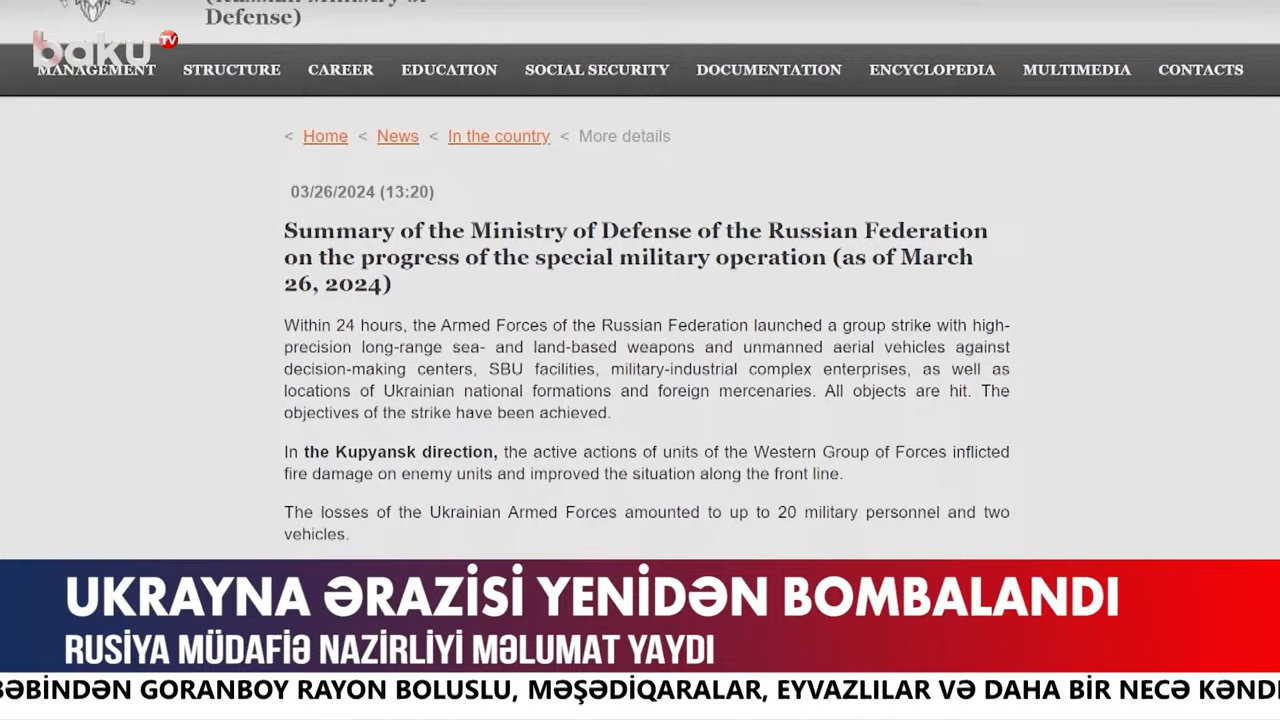 Defense)
baku TV
MANAGEMENT STRUCTURE CAREER EDUCATION SOCIAL SECURITY DOCUMENTATION ENCYCLOPEDIA MULTIMEDIA CONTACTS
< Home < News < In the country < More details
03/26/2024 (13:20)
Summary of the Ministry of Defense of the Russian Federation
on the progress of the special military operation (as of March
26, 2024)
Within 24 hours, the Armed Forces of the Russian Federation launched a group strike with high-
precision long-range sea- and land-based weapons and unmanned aerial vehicles against
decision-making centers, SBU facilities, military-industrial complex enterprises, as well as
locations of Ukrainian national formations and foreign mercenaries. All objects are hit. The
objectives of the strike have been achieved.
In the Kupyansk direction, the active actions of units of the Western Group of Forces inflicted
fire damage on enemy units and improved the situation along the front line.
The losses of the Ukrainian Armed Forces amounted to up to 20 military personnel and two
vehicles.
UKRAYNA ƏRAZİSİ YENİDƏN BOMBALANDI
RUSİYA MÜDAFİƏ NAZİRLİYİ MƏLUMAT YAYDI
BƏBİNDƏN GORANBOY RAYON BOLUSLU, MƏŞƏDİQARALAR, EYVAZLILAR VƏ DAHA BİR NECƏ KƏND